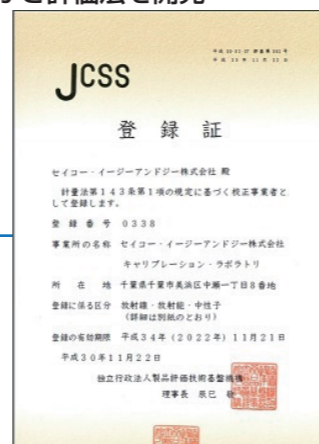 と評価法を開発
JCSS
登録証
セイコー・イージーアンドジー株式会社 殿
計量法第143条第1項の規定に基づく校正事業者と
して登録します。
登録番号 0338
事業所の名称 セイコー・イージーアンドジー株式会社
キャリブレーション・ラボラトリ
所在地 千葉県千葉市美浜区中瀬一丁目8番地
登録に係る区分 放射線・放射能・中性子
(詳細は別紙のとおり)
登録の有効期限 平成34年(2022年)11月21日
平成30年11月22日
独立行政法人製品評価技術基盤機構
理事長 辰巳 敬